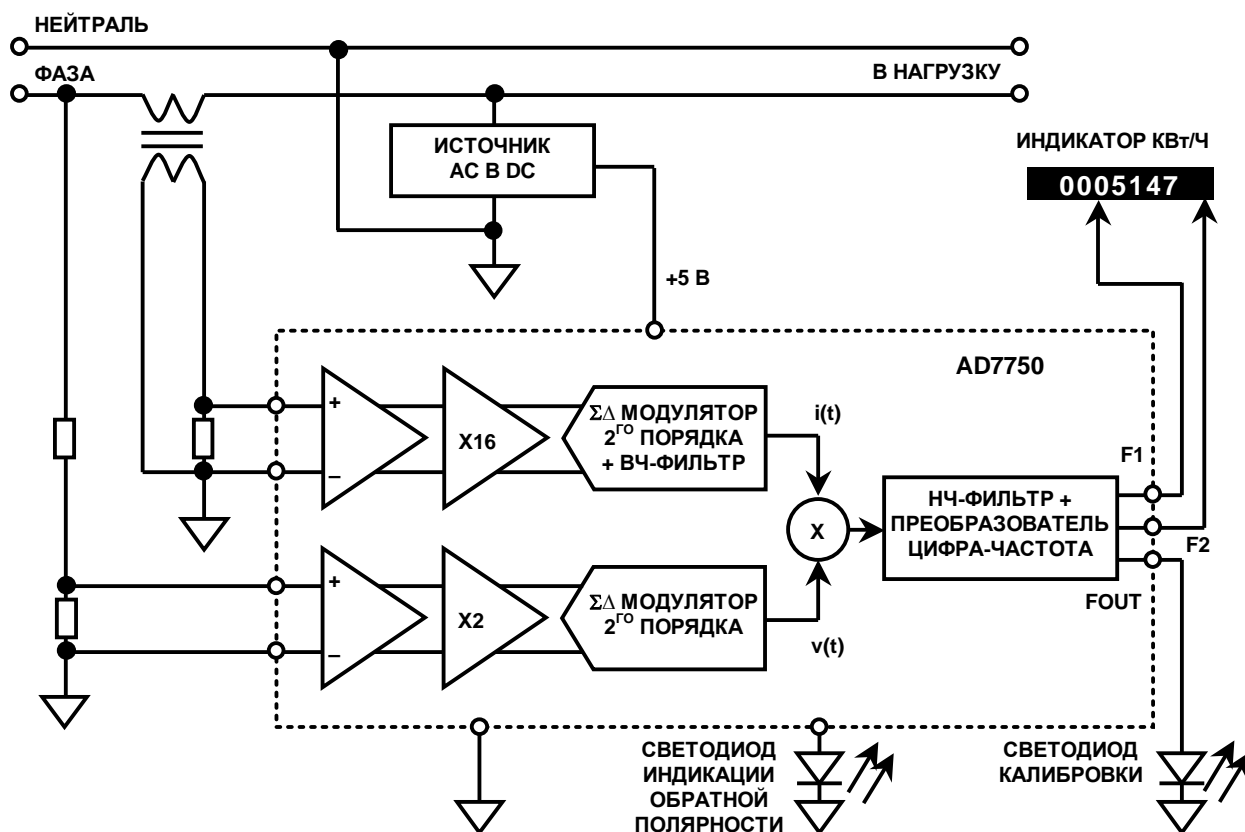 НЕЙТРАЛЬ
ФАЗА
В НАГРУЗКУ
ИСТОЧНИК
АС В DC
ИНДИКАТОР КВт/Ч
0005147
+5 В
AD7750
+
−
X16
ΣΔ МОДУЛЯТОР
2ГО ПОРЯДКА
+ ВЧ-ФИЛЬТР
i(t)
X
НЧ-ФИЛЬТР +
ПРЕОБРАЗОВАТЕЛЬ
ЦИФРА-ЧАСТОТА
F1
F2
FOUT
+
−
X2
ΣΔ МОДУЛЯТОР
2ГО ПОРЯДКА
v(t)
СВЕТОДИОД
ИНДИКАЦИИ
ОБРАТНОЙ
ПОЛЯРНОСТИ
СВЕТОДИОД
КАЛИБРОВКИ